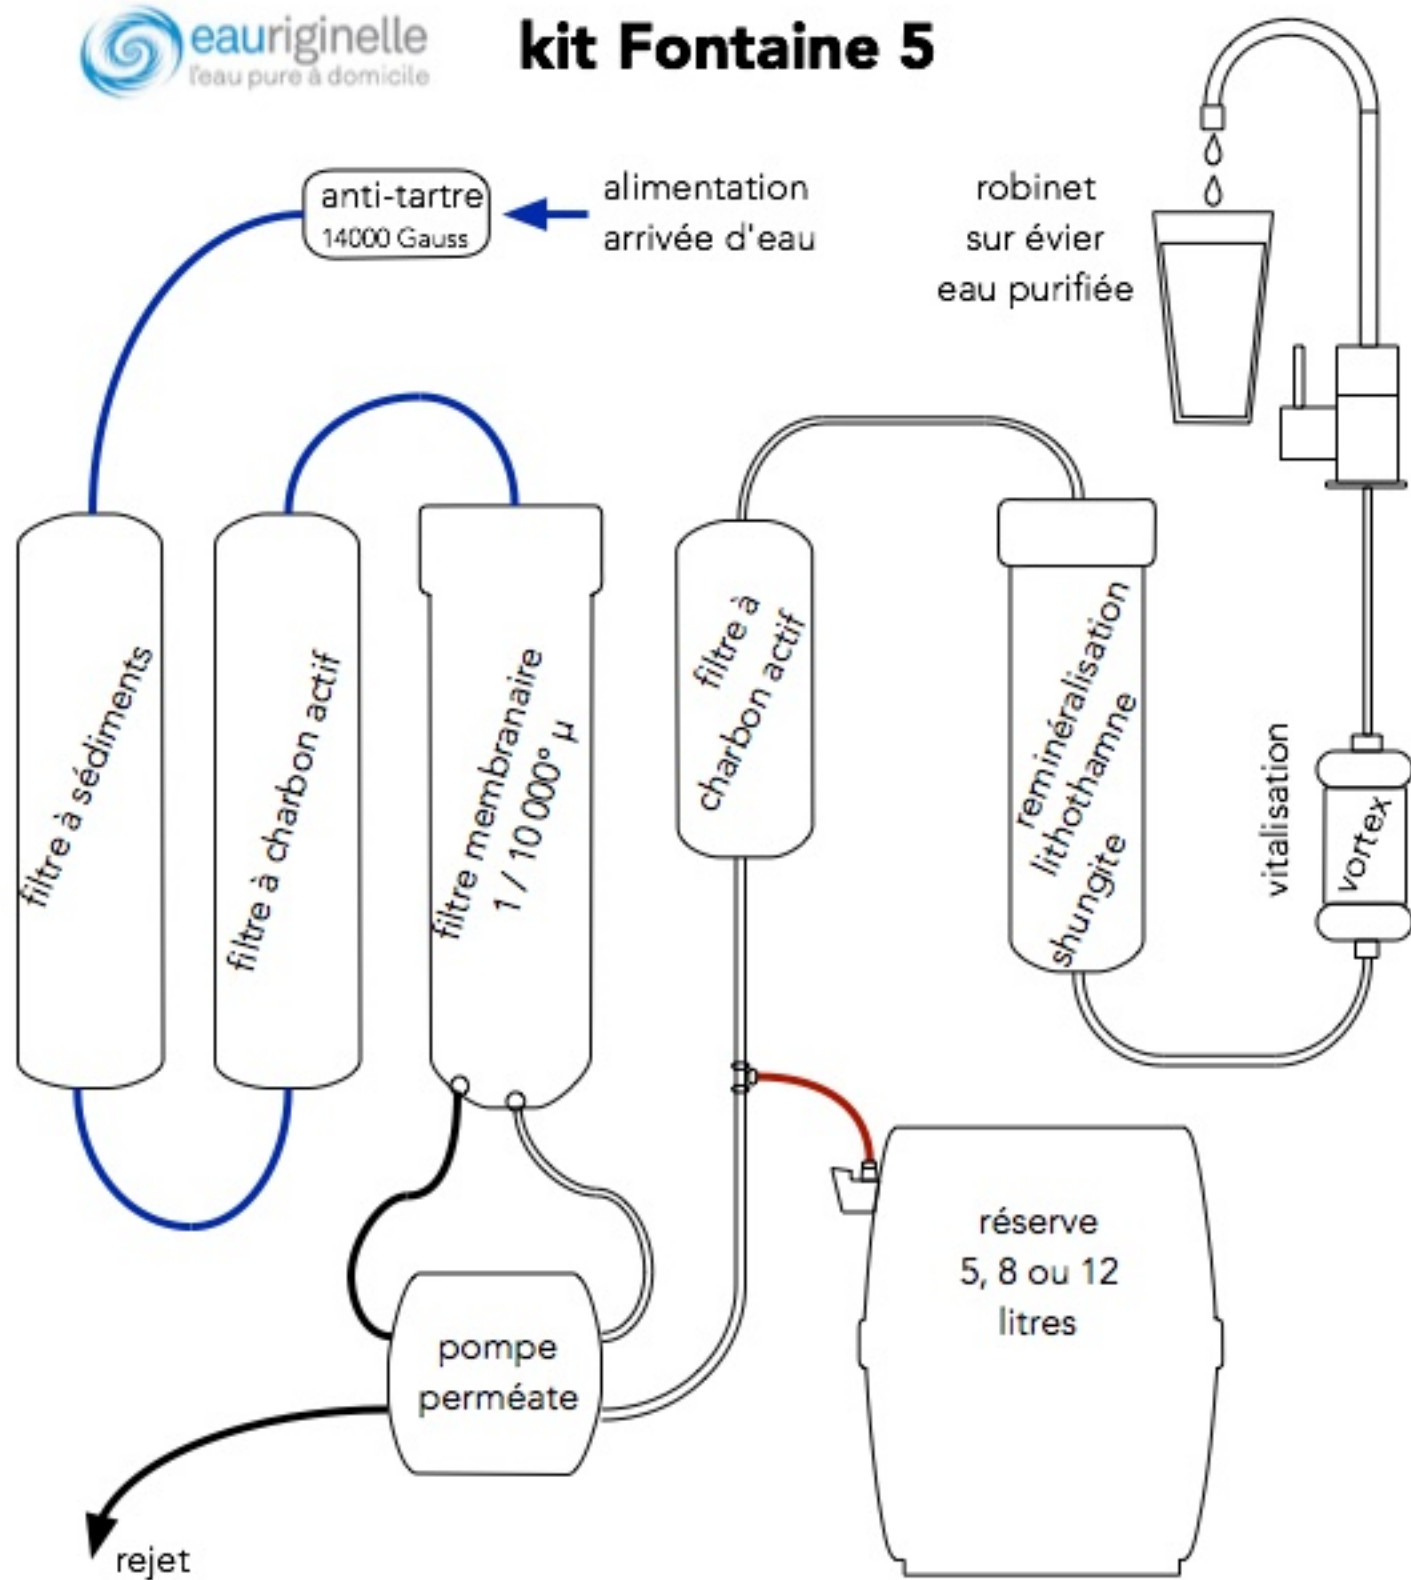 eauriginelle
l'eau pure à domicile
kit Fontaine 5
anti-tartre
14000 Gauss
alimentation
arrivée d'eau
robinet
sur évier
eau purifiée
filtre à sédiments
filtre à charbon actif
filtre membranaire
1 / 10 000° µ
filtre à
charbon actif
reminéralisation
lithothamne
shungite
vitalisation
vortex
pompe
perméate
réserve
5, 8 ou 12
litres
rejet